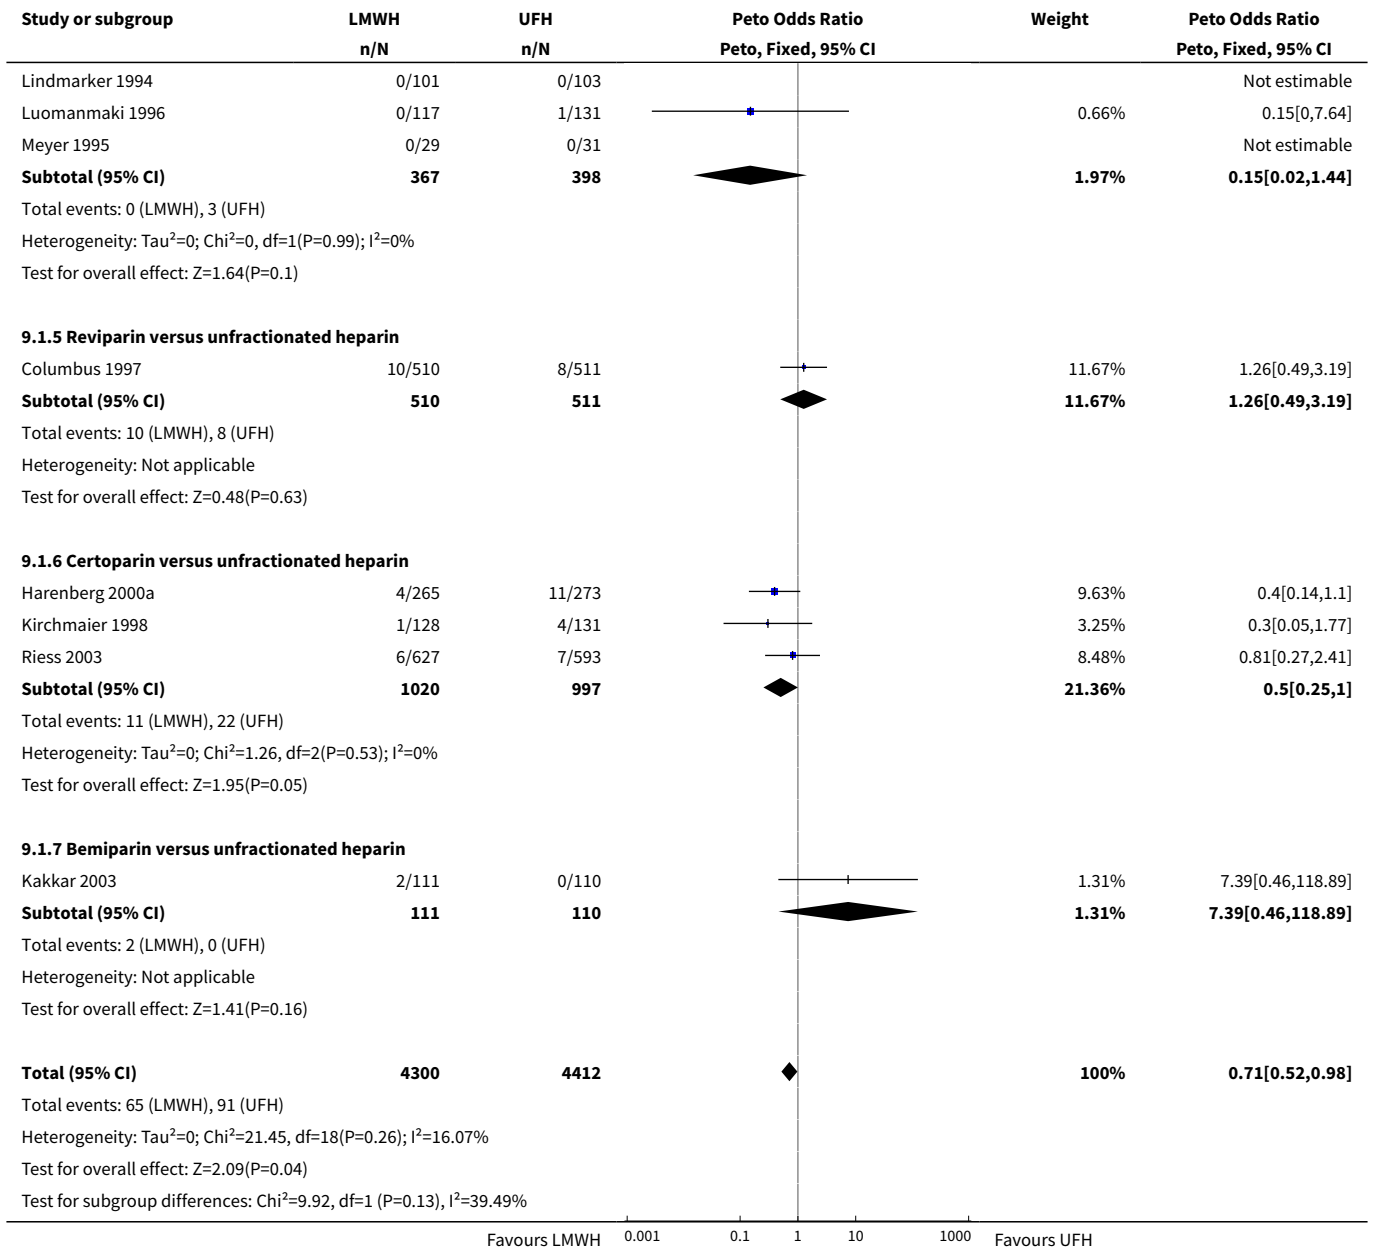 Study or subgroup LMWH UFH Peto Odds Ratio Weight Peto Odds Ratio
n/N n/N Peto, Fixed, 95% CI Peto, Fixed, 95% CI
Lindmarker 1994 0/101 0/103 Not estimable
Luomanmaki 1996 0/117 1/131 0.66% 0.15[0,7.64]
Meyer 1995 0/29 0/31 Not estimable
Subtotal (95% CI) 367 398 1.97% 0.15[0.02,1.44]
Total events: 0 (LMWH), 3 (UFH)
Heterogeneity: Tau²=0; Chi²=0, df=1(P=0.99); I²=0%
Test for overall effect: Z=1.64(P=0.1)
9.1.5 Reviparin versus unfractionated heparin
Columbus 1997 10/510 8/511 11.67% 1.26[0.49,3.19]
Subtotal (95% CI) 510 511 11.67% 1.26[0.49,3.19]
Total events: 10 (LMWH), 8 (UFH)
Heterogeneity: Not applicable
Test for overall effect: Z=0.48(P=0.63)
9.1.6 Certoparin versus unfractionated heparin
Harenberg 2000a 4/265 11/273 9.63% 0.4[0.14,1.1]
Kirchmaier 1998 1/128 4/131 3.25% 0.3[0.05,1.77]
Riess 2003 6/627 7/593 8.48% 0.81[0.27,2.41]
Subtotal (95% CI) 1020 997 21.36% 0.5[0.25,1]
Total events: 11 (LMWH), 22 (UFH)
Heterogeneity: Tau²=0; Chi²=1.26, df=2(P=0.53); I²=0%
Test for overall effect: Z=1.95(P=0.05)
9.1.7 Bemiparin versus unfractionated heparin
Kakkar 2003 2/111 0/110 1.31% 7.39[0.46,118.89]
Subtotal (95% CI) 111 110 1.31% 7.39[0.46,118.89]
Total events: 2 (LMWH), 0 (UFH)
Heterogeneity: Not applicable
Test for overall effect: Z=1.41(P=0.16)
Total (95% CI) 4300 4412 100% 0.71[0.52,0.98]
Total events: 65 (LMWH), 91 (UFH)
Heterogeneity: Tau²=0; Chi²=21.45, df=18(P=0.26); I²=16.07%
Test for overall effect: Z=2.09(P=0.04)
Test for subgroup differences: Chi²=9.92, df=1 (P=0.13), I²=39.49%
Favours LMWH 0.001 0.1 1 10 1000 Favours UFH